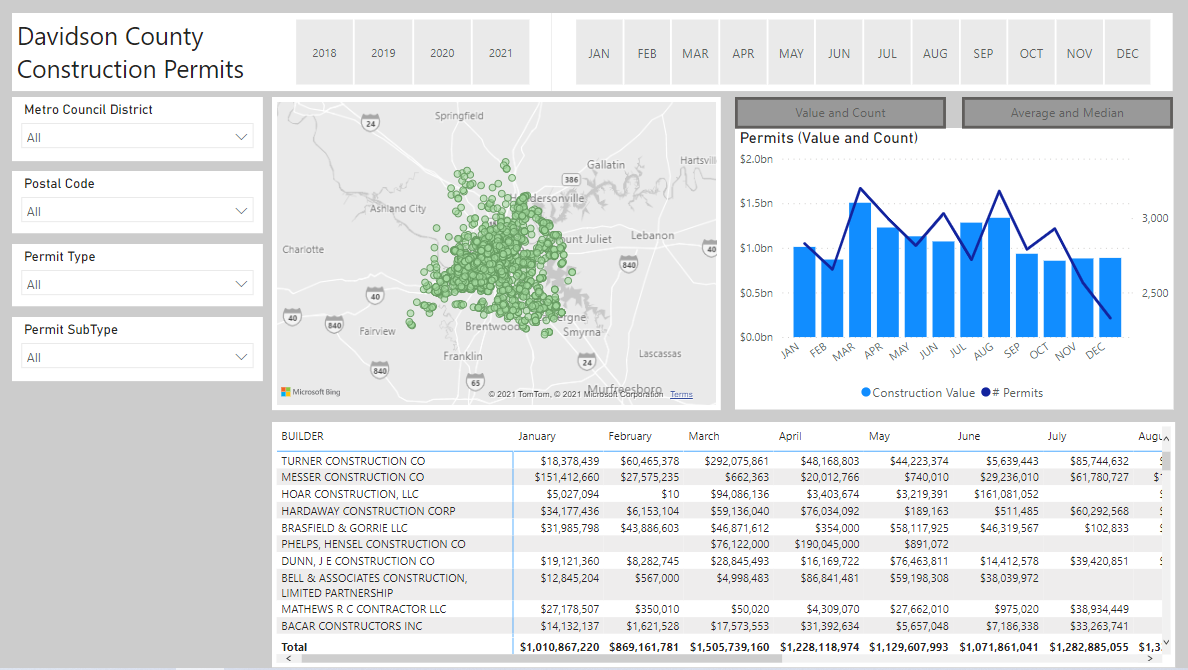 Davidson County
Construction Permits
2018 2019 2020 2021
JAN FEB MAR APR MAY JUN JUL AUG SEP OCT NOV DEC
Metro Council District
All
Postal Code
All
Permit Type
All
Permit SubType
All
Springfield
24
Gallatin
Hartsvill
386
dersonville
Ashland City
unt Juliet
Lebanon
Charlotte
840
40
40
40
840
Fairview
Brentwood
ergne
Smyrna
Franklin
Lascassas
24
840
65
Murfreesboro
Microsoft Bing
© 2021 TomTom, © 2021 Microsoft Corporation Terms
Value and Count
Average and Median
Permits (Value and Count)
$2.0bn
$1.5bn
$1.0bn
$0.5bn
$0.0bn
3,000
2,500
JAN FEB MAR APR MAY JUN JUL AUG SEP OCT NOV DEC
Construction Value # Permits
BUILDER January February March April May June July Augu
TURNER CONSTRUCTION CO $18,378,439 $60,465,378 $292,075,861 $48,168,803 $44,223,374 $5,639,443 $85,744,632 $
MESSER CONSTRUCTION CO $151,412,660 $27,575,235 $662,363 $20,012,766 $740,010 $29,236,010 $61,780,727 $1
HOAR CONSTRUCTION, LLC $5,027,094 $10 $94,086,136 $3,403,674 $3,219,391 $161,081,052 $
HARDAWAY CONSTRUCTION CORP $34,177,436 $6,153,104 $59,136,040 $76,034,092 $189,163 $511,485 $60,292,568 $
BRASFIELD & GORRIE LLC $31,985,798 $43,886,603 $46,871,612 $354,000 $58,117,925 $46,319,567 $102,833 $
PHELPS, HENSEL CONSTRUCTION CO $76,122,000 $190,045,000 $891,072
DUNN, J E CONSTRUCTION CO $19,121,360 $8,282,745 $28,845,493 $16,169,722 $76,463,811 $14,412,578 $39,420,851 $
BELL & ASSOCIATES CONSTRUCTION, $12,845,204 $567,000 $4,998,483 $86,841,481 $59,198,308 $38,039,972
LIMITED PARTNERSHIP
MATHEWS R C CONTRACTOR LLC $27,178,507 $350,010 $50,020 $4,309,070 $27,662,010 $975,020 $38,934,449 $
BACAR CONSTRUCTORS INC $14,132,137 $1,621,528 $17,573,553 $31,392,634 $5,657,048 $7,186,338 $33,263,741 $
Total $1,010,867,220 $869,161,781 $1,505,739,160 $1,228,118,974 $1,129,607,993 $1,071,861,041 $1,282,885,055 $1,3